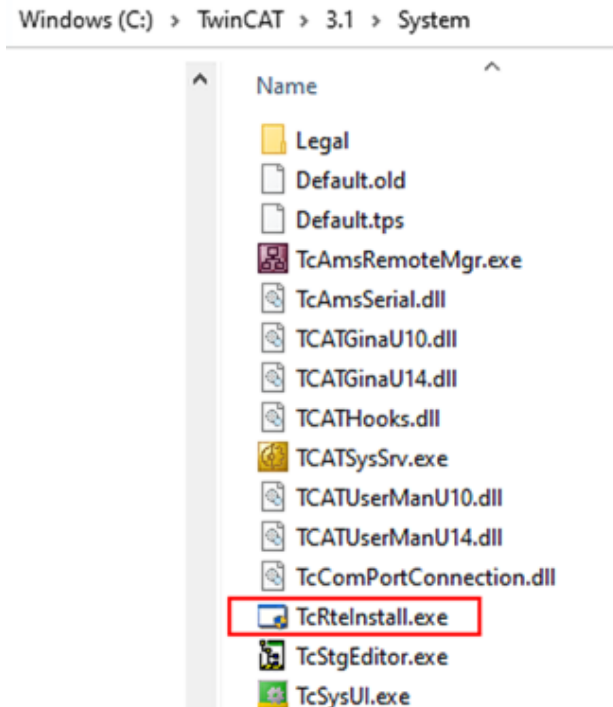 Windows (C:) > TwinCAT > 3.1 > System
Name
Legal
Default.old
Default.tps
TcAmsRemoteMgr.exe
TcAmsSerial.dll
TCATGinaU10.dll
TCATGinaU14.dll
TCATHooks.dll
TCATSysSrv.exe
TCATUserManU10.dll
TCATUserManU14.dll
TcComPortConnection.dll
TcRteInstall.exe
TcStgEditor.exe
TcSysUI.exe